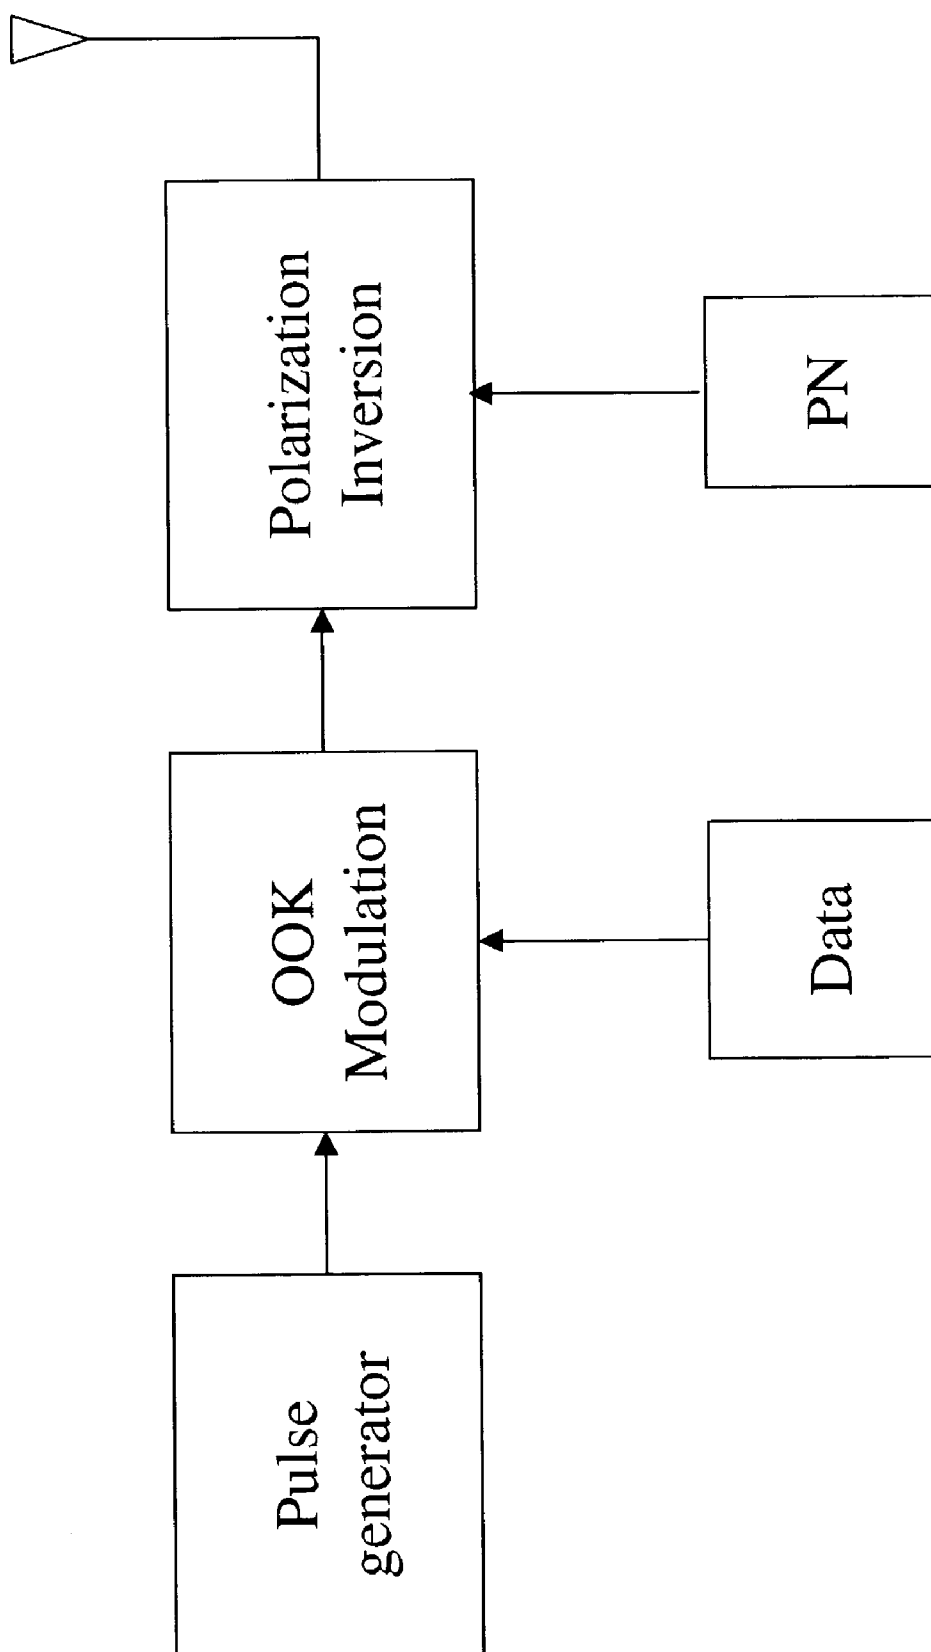 Pulse
generator
OOK
Modulation
Polarization
Inversion
Data
PN